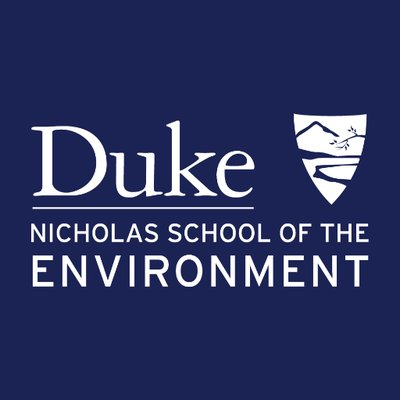 Duke
NICHOLAS SCHOOL OF THE
ENVIRONMENT